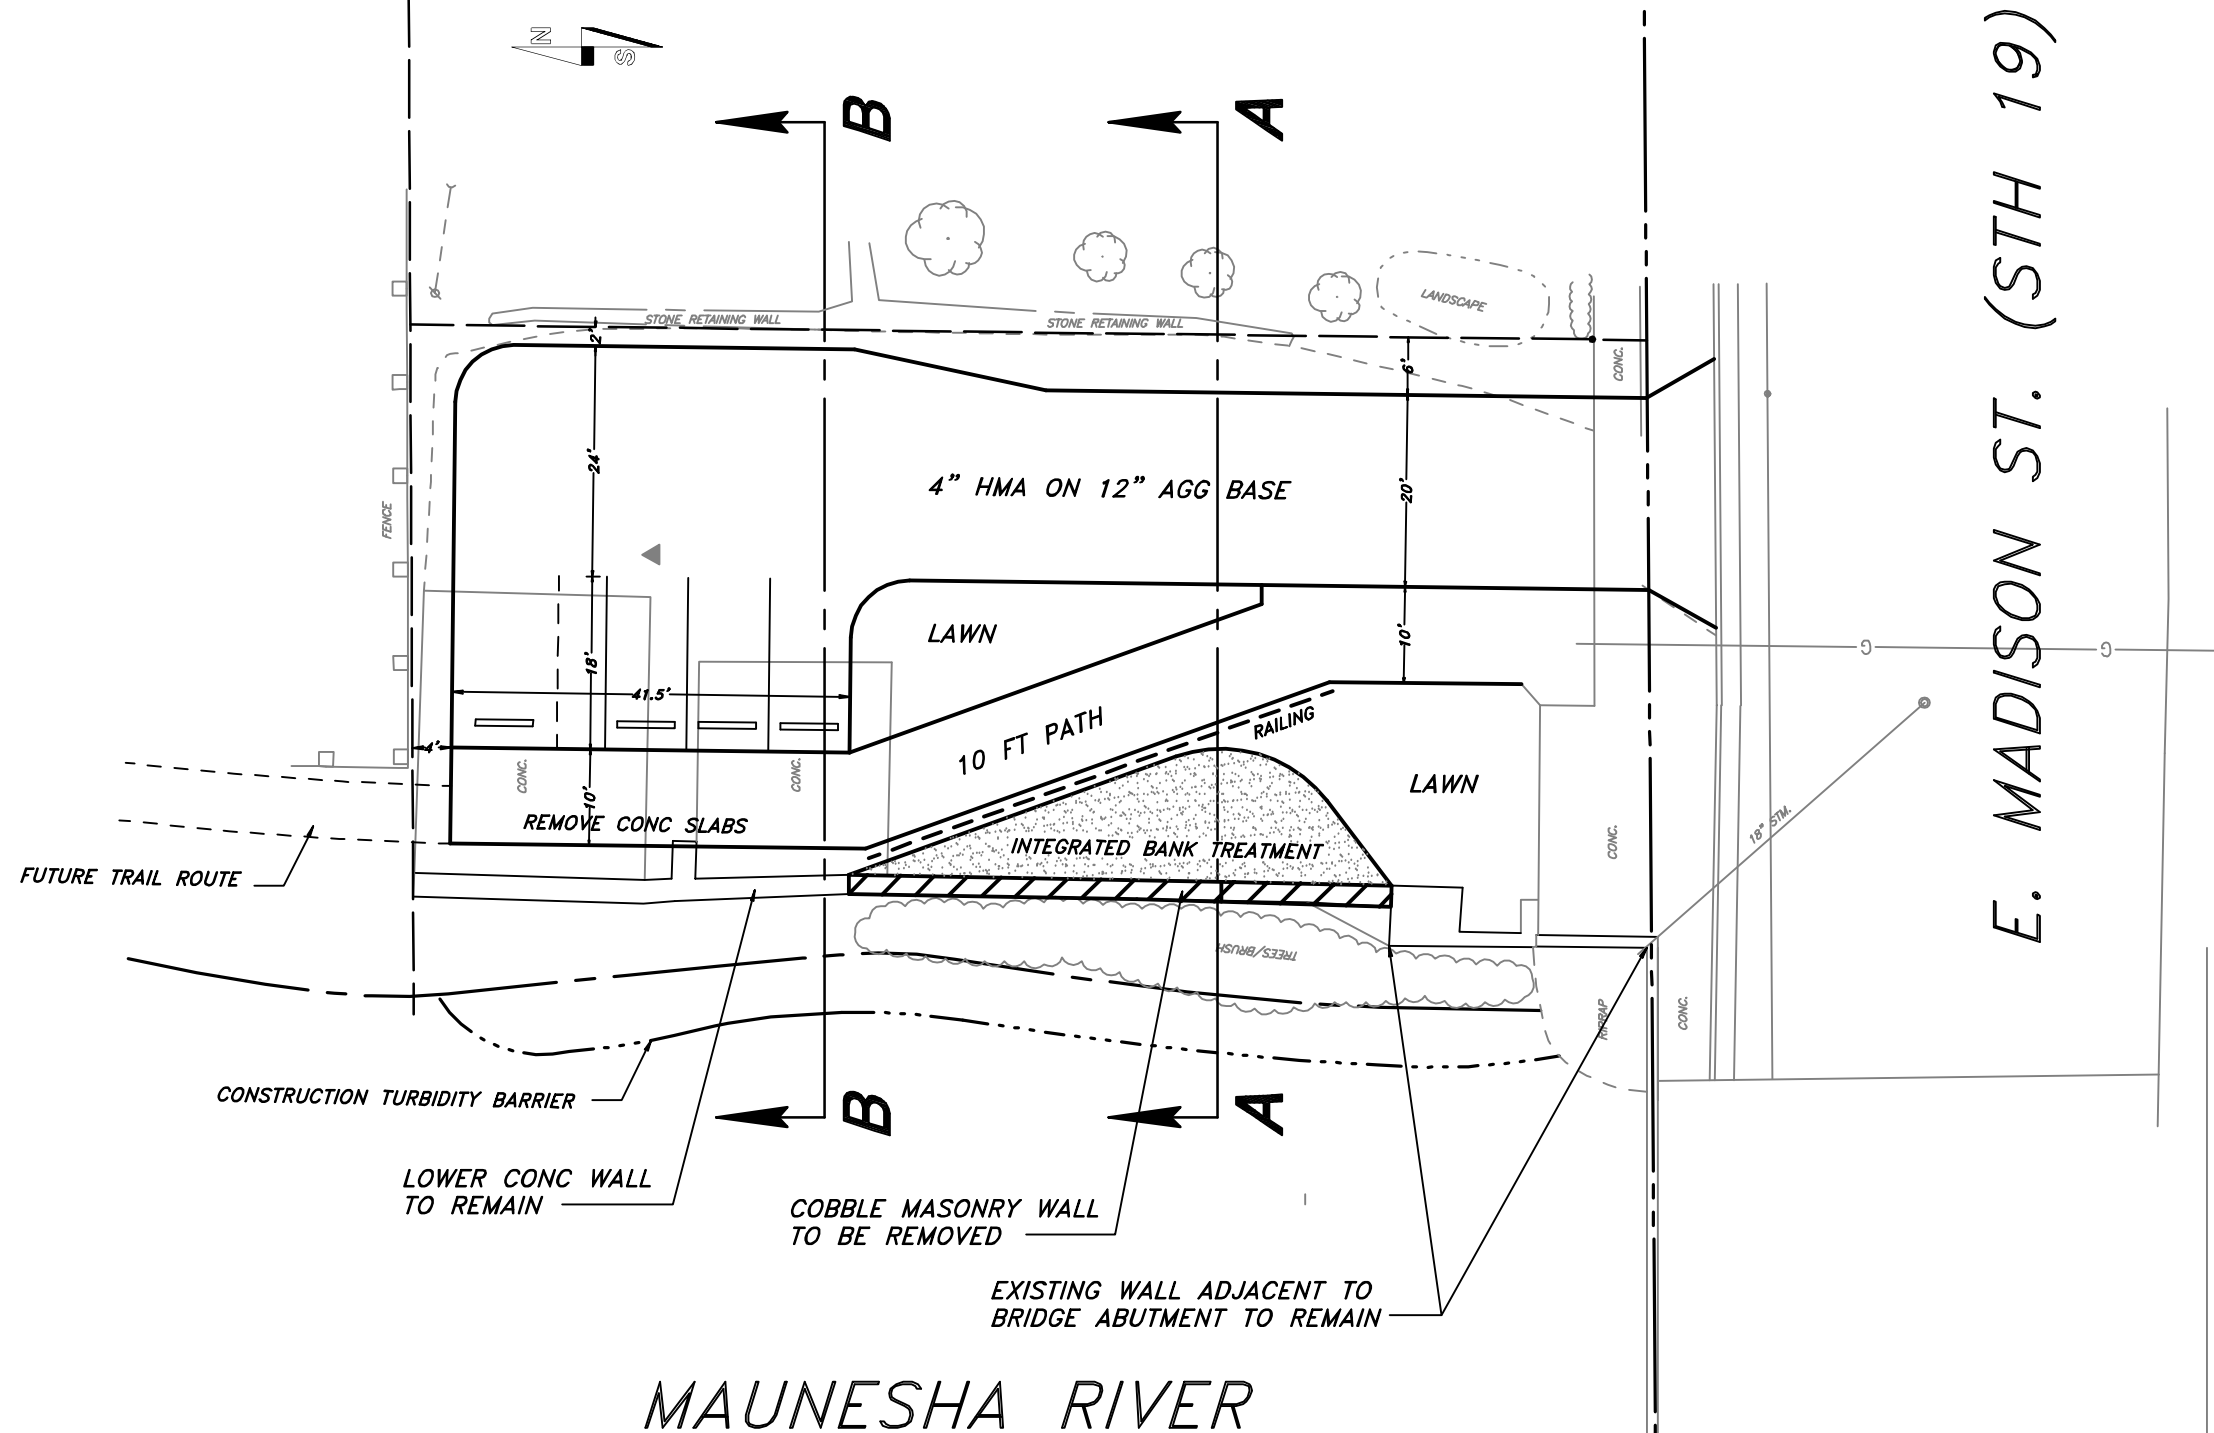 N
S
B
A
E. MADISON ST. (STH 19)
LANDSCAPE
STONE RETAINING WALL
STONE RETAINING WALL
2'
6'
CONC.
24'
20'
4" HMA ON 12" AGG BASE
FENCE
LAWN
10'
G
G
18'
41.5'
RAILING
10 FT PATH
4'
CONC.
CONC.
LAWN
10'
REMOVE CONC SLABS
INTEGRATED BANK TREATMENT
CONC.
18" STM.
FUTURE TRAIL ROUTE
TREES/BRUSH
RIPRAP
CONC.
CONSTRUCTION TURBIDITY BARRIER
B
A
LOWER CONC WALL
TO REMAIN
COBBLE MASONRY WALL
TO BE REMOVED
EXISTING WALL ADJACENT TO
BRIDGE ABUTMENT TO REMAIN
MAUNESHA RIVER